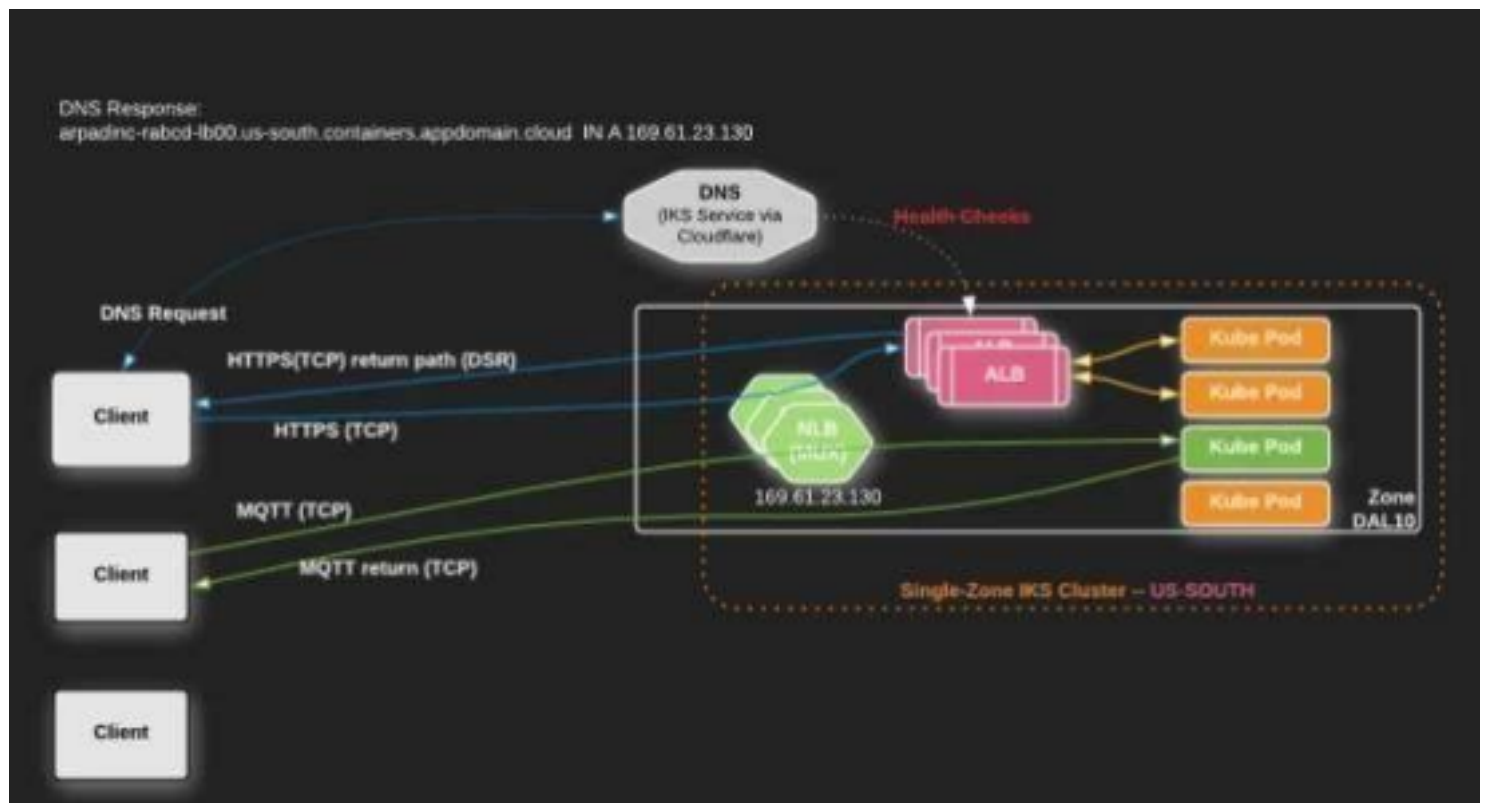 DNS Response:
arpadinc-rabcd-lb00.us-south.containers.appdomain.cloud IN A 169.61.23.130
DNS
(IKS Service via
Cloudflare)
Health Checks
DNS Request
HTTPS(TCP) return path (DSR)
Client
HTTPS (TCP)
ALB
ALB
Kube Pod
Kube Pod
Kube Pod
Kube Pod
NLB
(MUX)
169.61.23.130
Zone
DAL10
MQTT (TCP)
Client
MQTT return (TCP)
Single-Zone IKS Cluster – US-SOUTH
Client